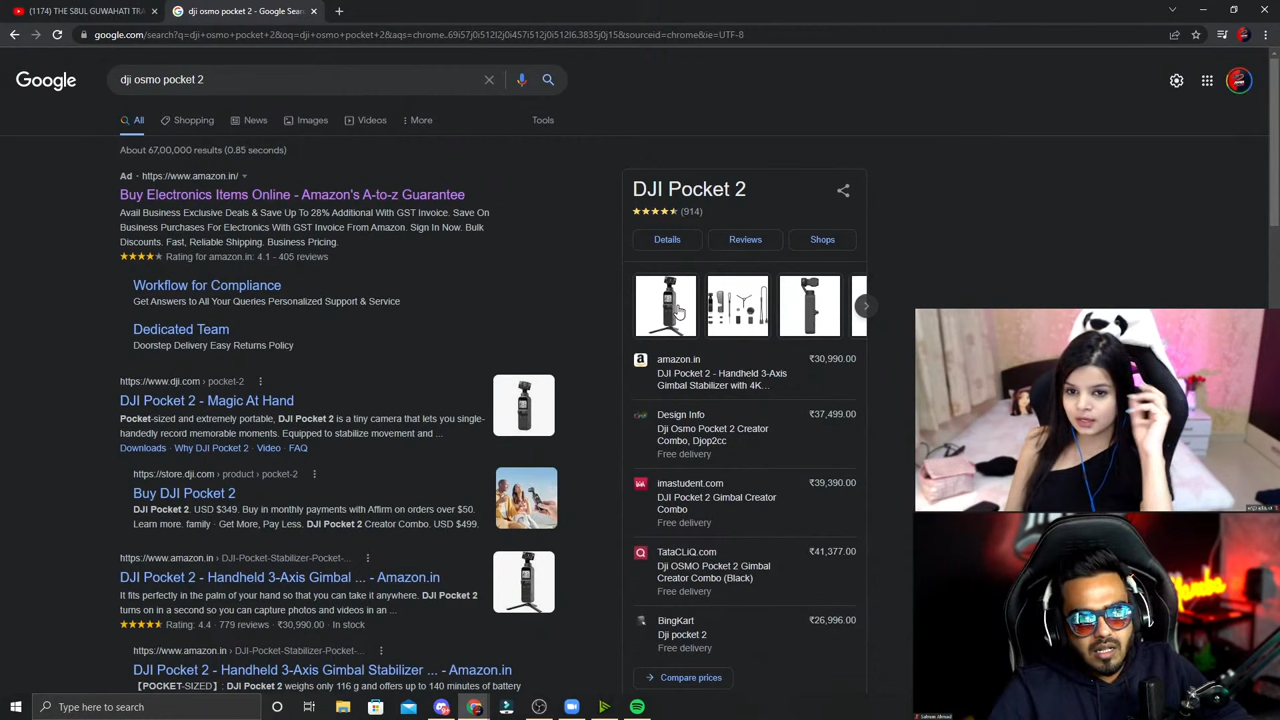 (1174) THE S8UL GUWAHATI TRA
dji osmo pocket 2 - Google Sear
google.com/search?q=dji+osmo+pocket+2&oq=dji+osmo+pocket+2&aqs=chrome..69i57j0i512l2j0i457i512j0i512l6.3835j0j15&sourceid=chrome&ie=UTF-8
Google
dji osmo pocket 2
All
Shopping
News
Images
Videos
More
Tools
About 67,00,000 results (0.85 seconds)
Ad · https://www.amazon.in/
Buy Electronics Items Online - Amazon's A-to-z Guarantee
Avail Business Exclusive Deals & Save Up To 28% Additional With GST Invoice. Save On
Business Purchases For Electronics With GST Invoice From Amazon. Sign In Now. Bulk
Discounts. Fast, Reliable Shipping. Business Pricing.
Rating for amazon.in: 4.1 - 405 reviews
Workflow for Compliance
Get Answers to All Your Queries Personalized Support & Service
Dedicated Team
Doorstep Delivery Easy Returns Policy
https://www.dji.com › pocket-2
DJI Pocket 2 - Magic At Hand
Pocket-sized and extremely portable, DJI Pocket 2 is a tiny camera that lets you single-
handedly record memorable moments. Equipped to stabilize movement and ...
Downloads · Why DJI Pocket 2 · Video · FAQ
https://store.dji.com › product › pocket-2
Buy DJI Pocket 2
DJI Pocket 2. USD $349. Buy in monthly payments with Affirm on orders over $50.
Learn more. family · Get More, Pay Less. DJI Pocket 2 Creator Combo. USD $499.
https://www.amazon.in › DJI-Pocket-Stabilizer-Pocket-...
DJI Pocket 2 - Handheld 3-Axis Gimbal ... - Amazon.in
It fits perfectly in the palm of your hand so that you can take it anywhere. DJI Pocket 2
turns on in a second so you can capture photos and videos in an ...
Rating: 4.4 · 779 reviews · ₹30,990.00 · In stock
https://www.amazon.in › DJI-Pocket-Stabilizer-Pocket-...
DJI Pocket 2 - Handheld 3-Axis Gimbal Stabilizer ... - Amazon.in
【POCKET-SIZED】: DJI Pocket 2 weighs only 116 g and offers up to 140 minutes of battery
DJI Pocket 2
(914)
Details
Reviews
Shops
amazon.in ₹30,990.00
DJI Pocket 2 - Handheld 3-Axis
Gimbal Stabilizer with 4K...
Design Info ₹37,499.00
Dji Osmo Pocket 2 Creator
Combo, Djop2cc
Free delivery
imastudent.com ₹39,390.00
DJI Pocket 2 Gimbal Creator
Combo
Free delivery
TataCLiQ.com ₹41,377.00
Dji OSMO Pocket 2 Gimbal
Creator Combo (Black)
Free delivery
BingKart ₹26,996.00
Dji pocket 2
Free delivery
Compare prices
Salman Ahmad
Type here to search